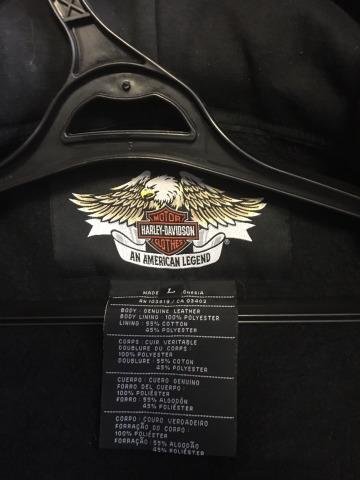 MOTOR
HARLEY-DAVIDSON
CLOTHES
®
AN AMERICAN LEGEND
MADE L ONESIA
RN 103819 / CA 03402
BODY : GENUINE LEATHER
BODY LINING : 100% POLYESTER
LINING : 55% COTTON
45% POLYESTER
CORPS : CUIR VERITABLE
DOUBLURE DU CORPS :
100% POLYESTER
DOUBLURE : 55% COTON
45% POLYESTER
CUERPO : CUERO GENUINO
FORRO DEL CUERPO :
100% POLIÉSTER
FORRO : 55% ALGODÓN
45% POLIÉSTER
CORPO : COURO VERDADEIRO
FORRAÇÃO DO CORPO :
100% POLIÉSTER
FORRAÇÃO : 55% ALGODÃO
45% POLIÉSTER